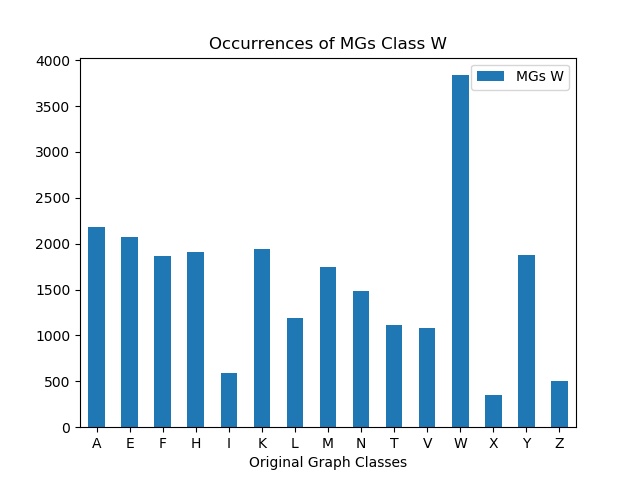 Occurrences of MGs Class W
MGs W
4000
3500
3000
2500
2000
1500
1000
500
0
A E F H I K L M N T V W X Y Z
Original Graph Classes